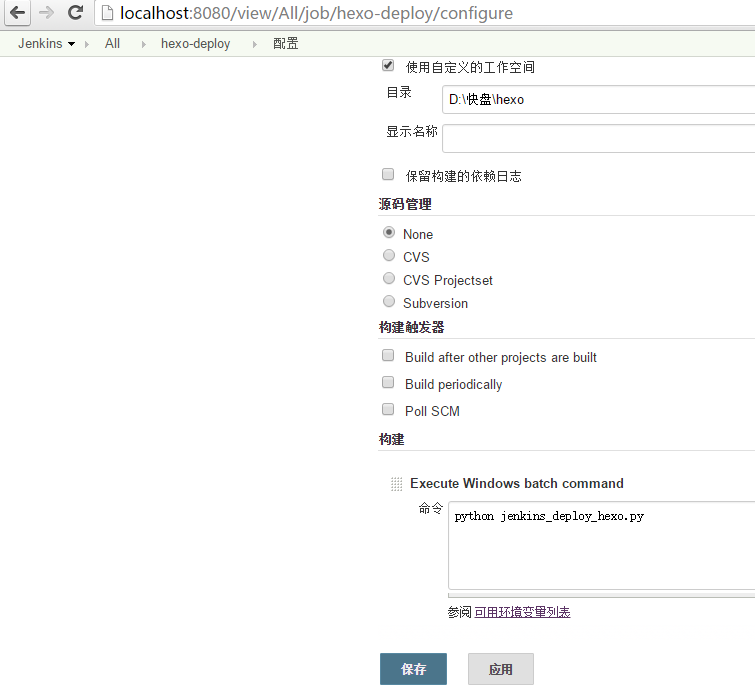 localhost:8080/view/All/job/hexo-deploy/configure
Jenkins All hexo-deploy 配置
使用自定义的工作空间
目录 D:\快盘\hexo
显示名称
保留构建的依赖日志
源码管理
None
CVS
CVS Projectset
Subversion
构建触发器
Build after other projects are built
Build periodically
Poll SCM
构建
Execute Windows batch command
命令 python jenkins_deploy_hexo.py
参阅 可用环境变量列表
保存 应用